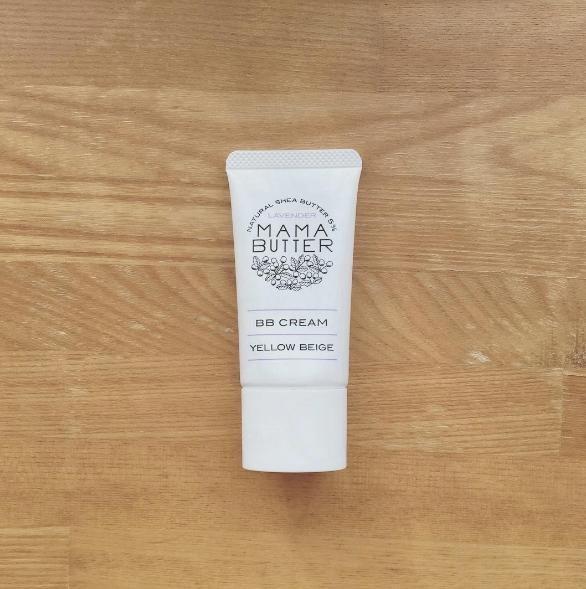 NATURAL SHEA BUTTER 5%
LAVENDER
MAMA
BUTTER
BB CREAM
YELLOW BEIGE